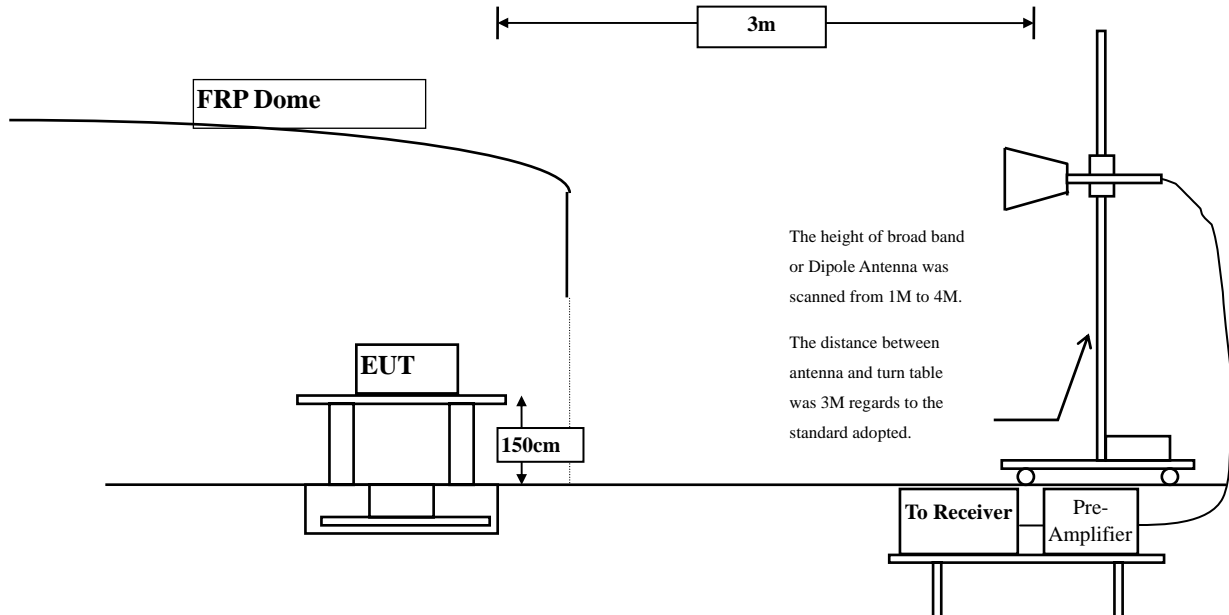 3m
FRP Dome
The height of broad band
or Dipole Antenna was
scanned from 1M to 4M.
The distance between
antenna and turn table
was 3M regards to the
standard adopted.
EUT
150cm
To Receiver
Pre-
Amplifier